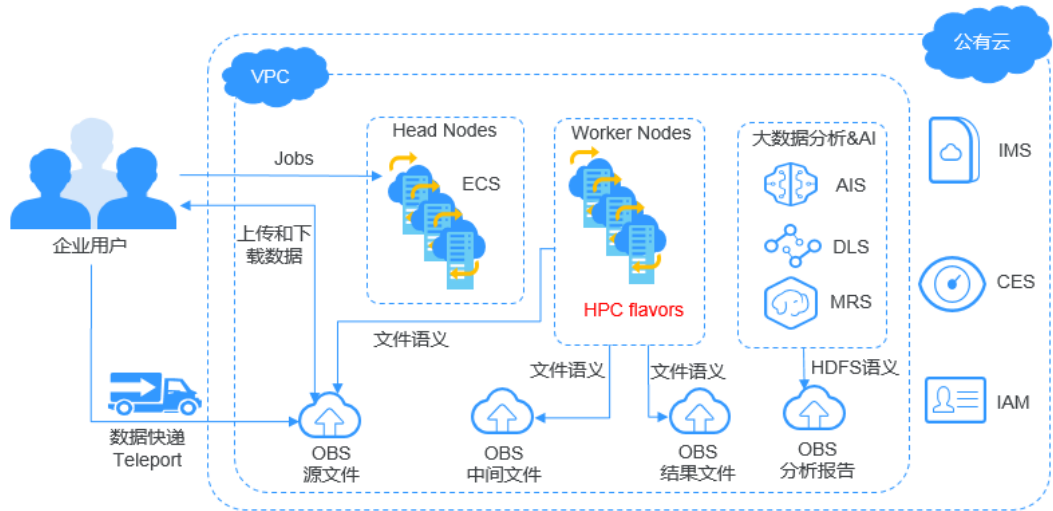 公有云
VPC
Head Nodes
ECS
Worker Nodes
HPC flavors
大数据分析&AI
AIS
DLS
MRS
IMS
CES
IAM
Jobs
企业用户
上传和下
载数据
文件语义
文件语义
文件语义
HDFS语义
数据快递
Teleport
OBS
源文件
OBS
中间文件
OBS
结果文件
OBS
分析报告